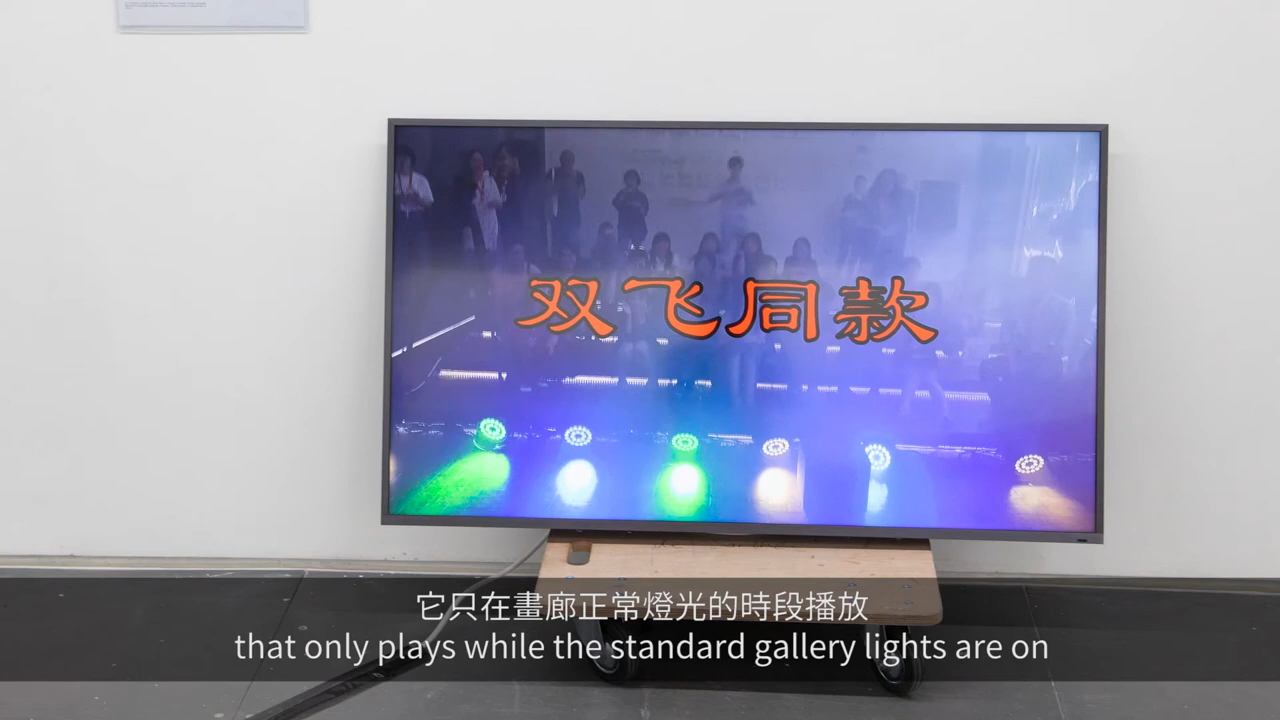 双飞同款
它只在畫廊正常燈光的時段播放
that only plays while the standard gallery lights are on